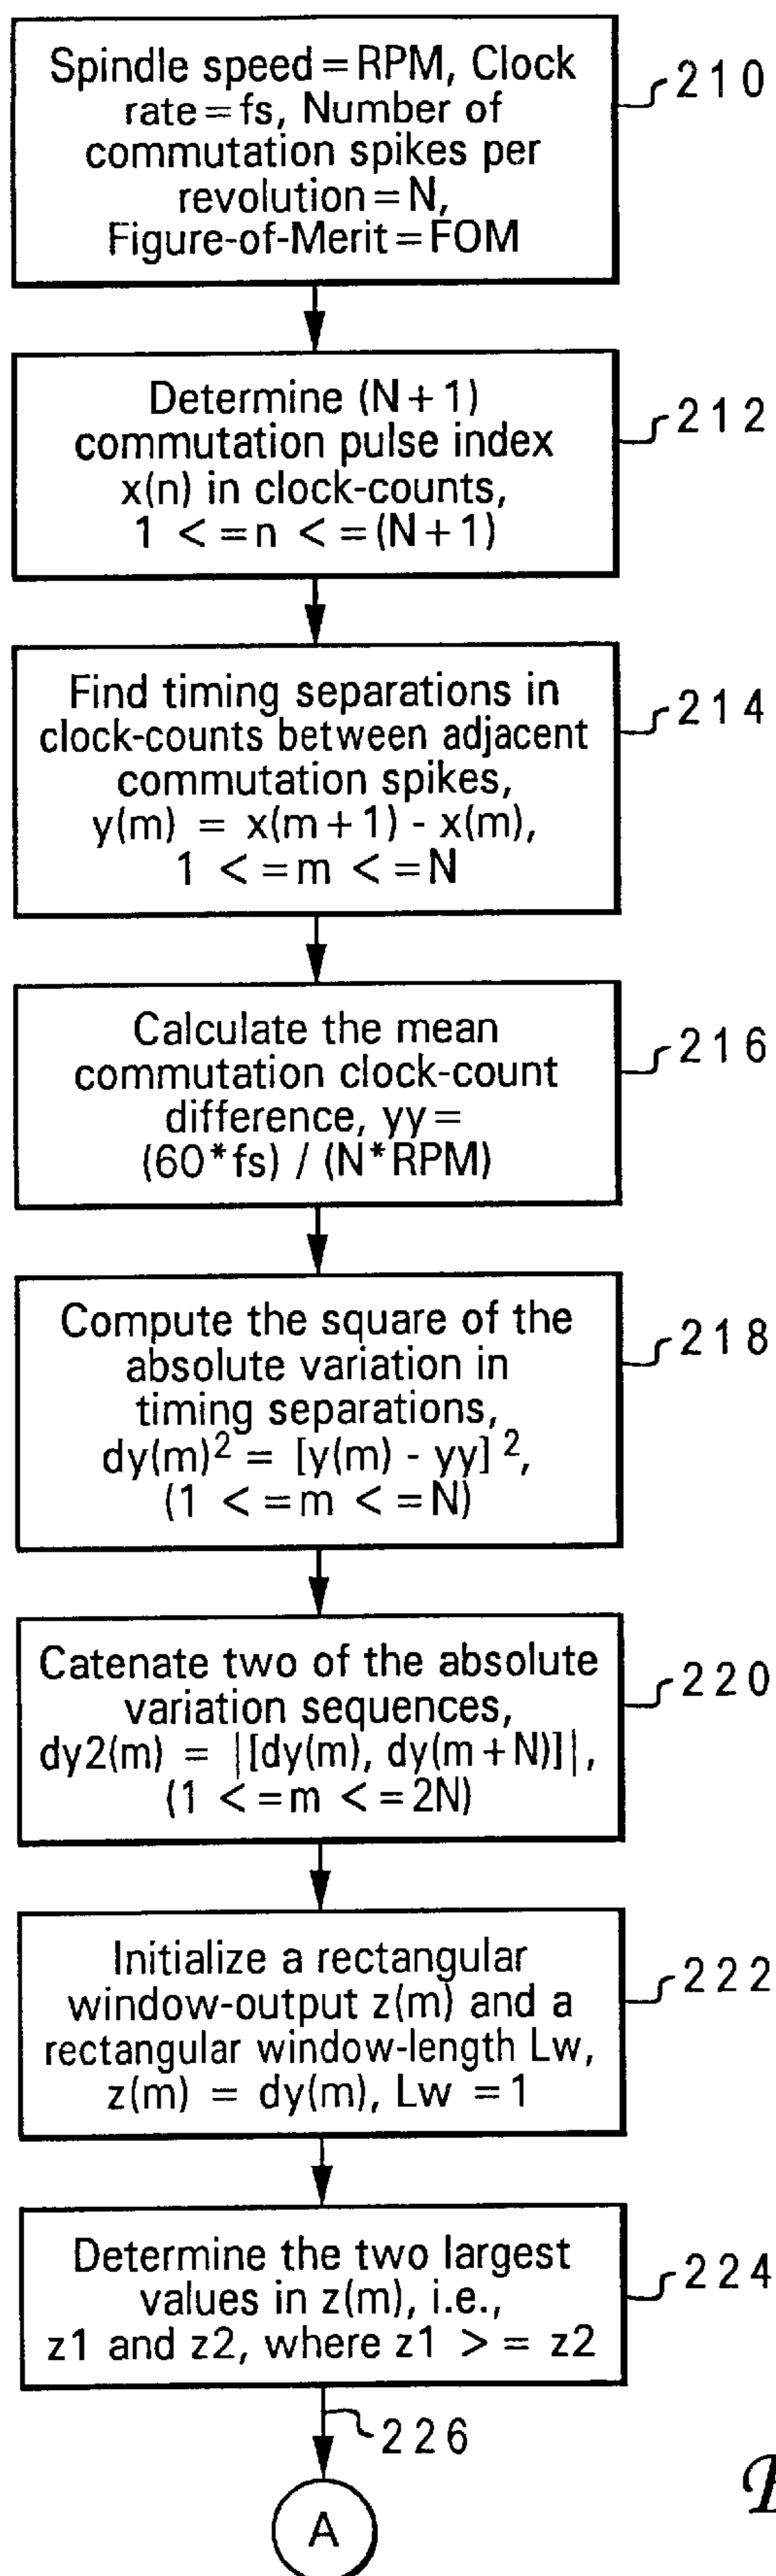 Spindle speed = RPM, Clock
rate = fs, Number of
commutation spikes per
revolution = N,
Figure-of-Merit = FOM
210
Determine (N + 1)
commutation pulse index
x(n) in clock-counts,
1 < = n < = (N + 1)
212
Find timing separations in
clock-counts between adjacent
commutation spikes,
y(m) = x(m + 1) - x(m),
1 < = m < = N
214
Calculate the mean
commutation clock-count
difference, yy =
(60*fs) / (N*RPM)
216
Compute the square of the
absolute variation in
timing separations,
dy(m)² = [y(m) - yy]²,
(1 < = m < = N)
218
Catenate two of the absolute
variation sequences,
dy2(m) = |[dy(m), dy(m + N)]|,
(1 < = m < = 2N)
220
Initialize a rectangular
window-output z(m) and a
rectangular window-length Lw,
z(m) = dy(m), Lw = 1
222
Determine the two largest
values in z(m), i.e.,
z1 and z2, where z1 > = z2
224
226
A